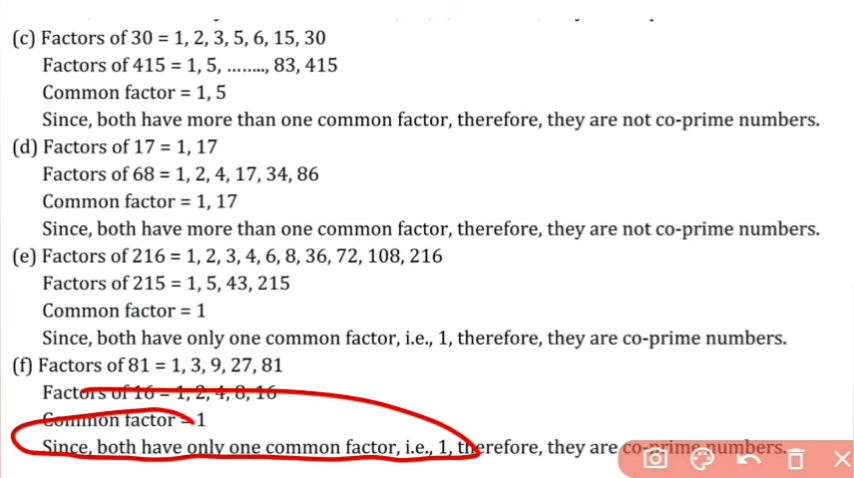 (c) Factors of 30 = 1, 2, 3, 5, 6, 15, 30
Factors of 415 = 1, 5, ........, 83, 415
Common factor = 1, 5
Since, both have more than one common factor, therefore, they are not co-prime numbers.
(d) Factors of 17 = 1, 17
Factors of 68 = 1, 2, 4, 17, 34, 86
Common factor = 1, 17
Since, both have more than one common factor, therefore, they are not co-prime numbers.
(e) Factors of 216 = 1, 2, 3, 4, 6, 8, 36, 72, 108, 216
Factors of 215 = 1, 5, 43, 215
Common factor = 1
Since, both have only one common factor, i.e., 1, therefore, they are co-prime numbers.
(f) Factors of 81 = 1, 3, 9, 27, 81
Factors of 16 = 1, 2, 4, 8, 16
Common factor = 1
Since, both have only one common factor, i.e., 1, therefore, they are co-prime numbers.